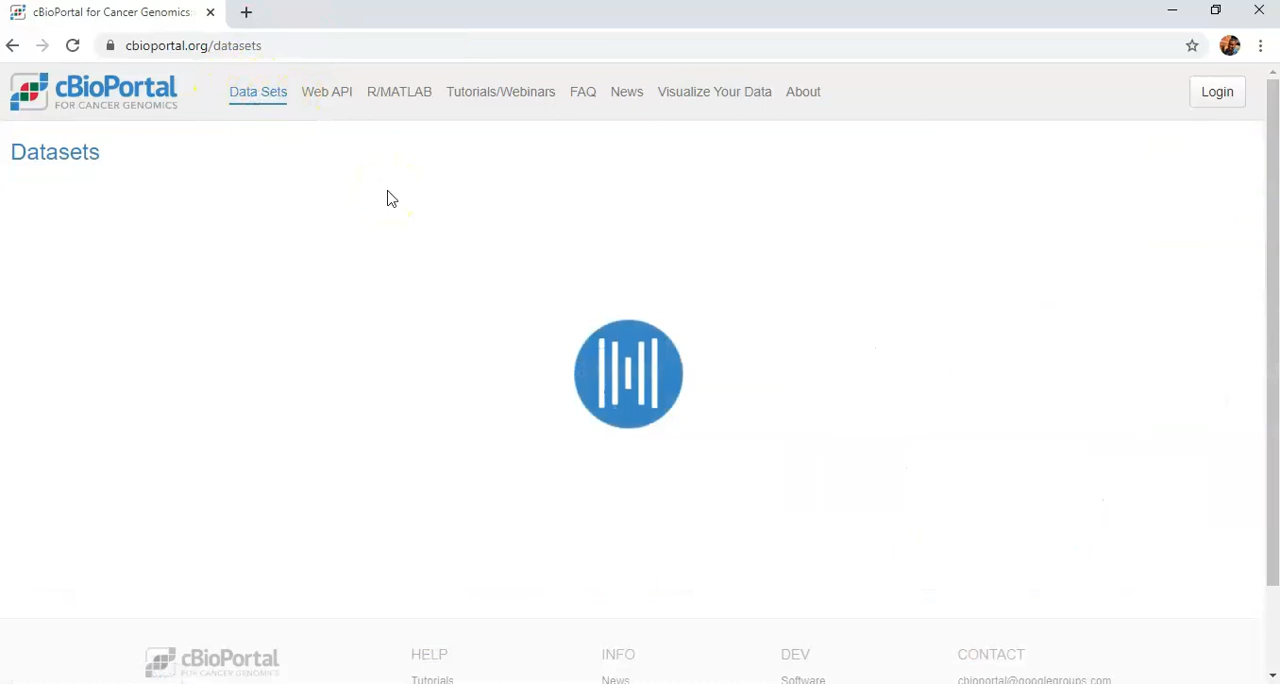 cBioPortal for Cancer Genomics
cbioportal.org/datasets
cBioPortal
FOR CANCER GENOMICS
Data Sets Web API R/MATLAB Tutorials/Webinars FAQ News Visualize Your Data About
Login
Datasets
cBioPortal
FOR CANCER GENOMICS
HELP INFO DEV CONTACT
Tutorials News Software cbioportal@googlegroups.com